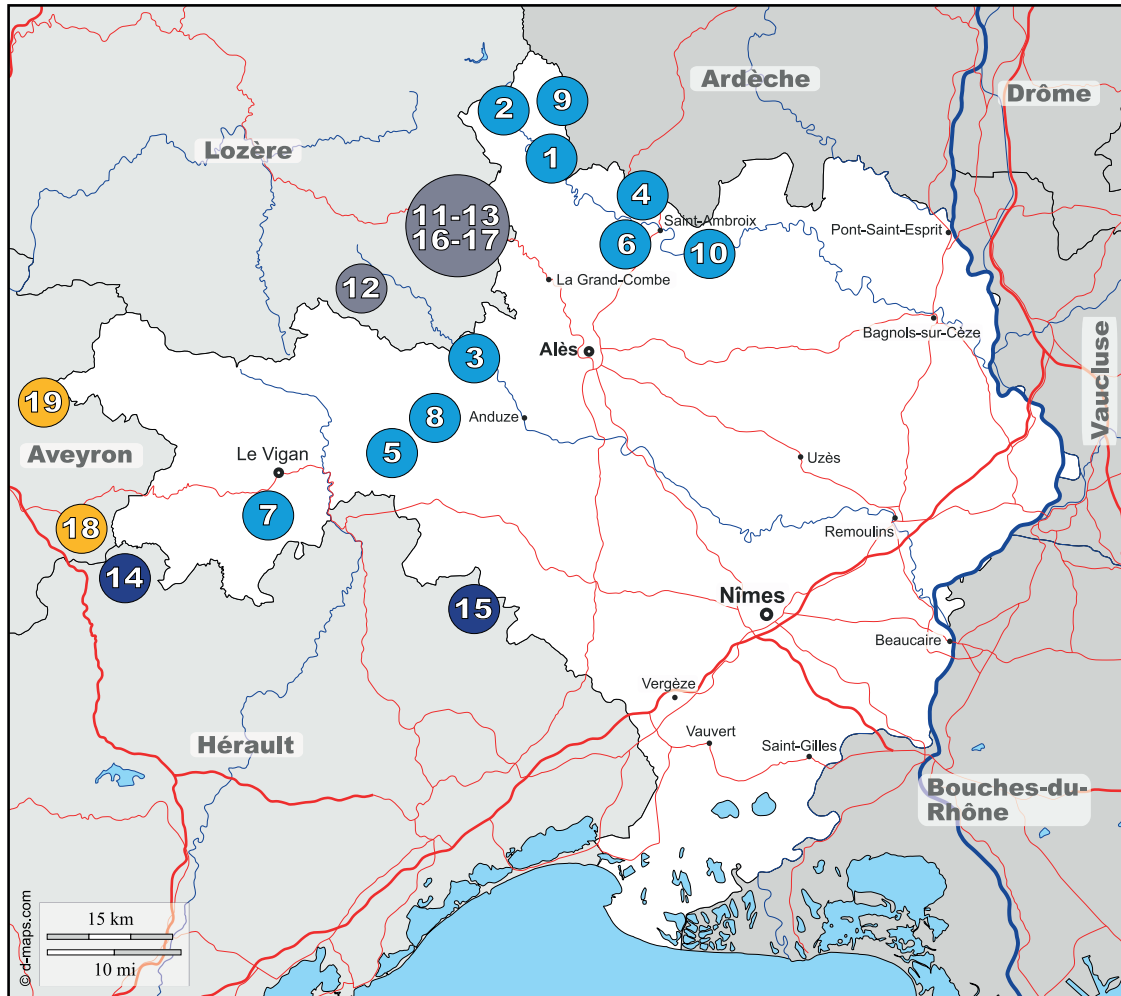 Ardèche
Drôme
2
9
Lozère
1
4
11-13
16-17
Saint-Ambroix
Pont-Saint-Esprit
6
10
12
La Grand-Combe
Bagnols-sur-Cèze
Vaucluse
Alès
3
19
8
Anduze
Aveyron
5
Le Vigan
Uzès
7
18
Remoulins
14
15
Nîmes
Beaucaire
Vergèze
Vauvert
Saint-Gilles
Hérault
Bouches-du-
Rhône
15 km
10 mi
© d-maps.com